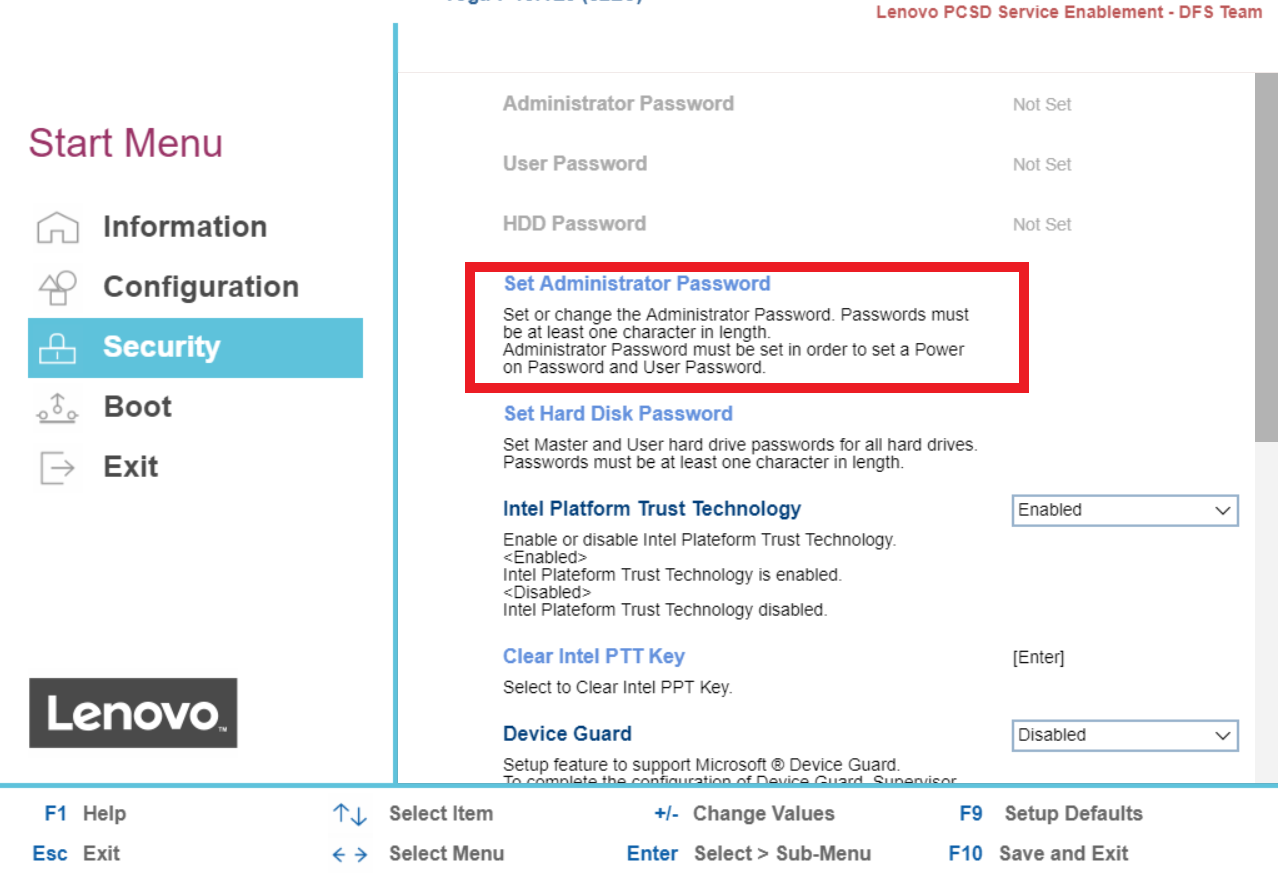 Lenovo PCSD Service Enablement - DFS Team
Start Menu
Information
Configuration
Security
Boot
Exit
Lenovo™
Administrator Password Not Set
User Password Not Set
HDD Password Not Set
Set Administrator Password
Set or change the Administrator Password. Passwords must
be at least one character in length.
Administrator Password must be set in order to set a Power
on Password and User Password.
Set Hard Disk Password
Set Master and User hard drive passwords for all hard drives.
Passwords must be at least one character in length.
Intel Platform Trust Technology Enabled
Enable or disable Intel Plateform Trust Technology.
<Enabled>
Intel Plateform Trust Technology is enabled.
<Disabled>
Intel Plateform Trust Technology disabled.
Clear Intel PTT Key [Enter]
Select to Clear Intel PPT Key.
Device Guard Disabled
Setup feature to support Microsoft ® Device Guard.
To complete the configuration of Device Guard, Supervisor
F1 Help ↑↓ Select Item +/- Change Values F9 Setup Defaults
Esc Exit ← → Select Menu Enter Select > Sub-Menu F10 Save and Exit